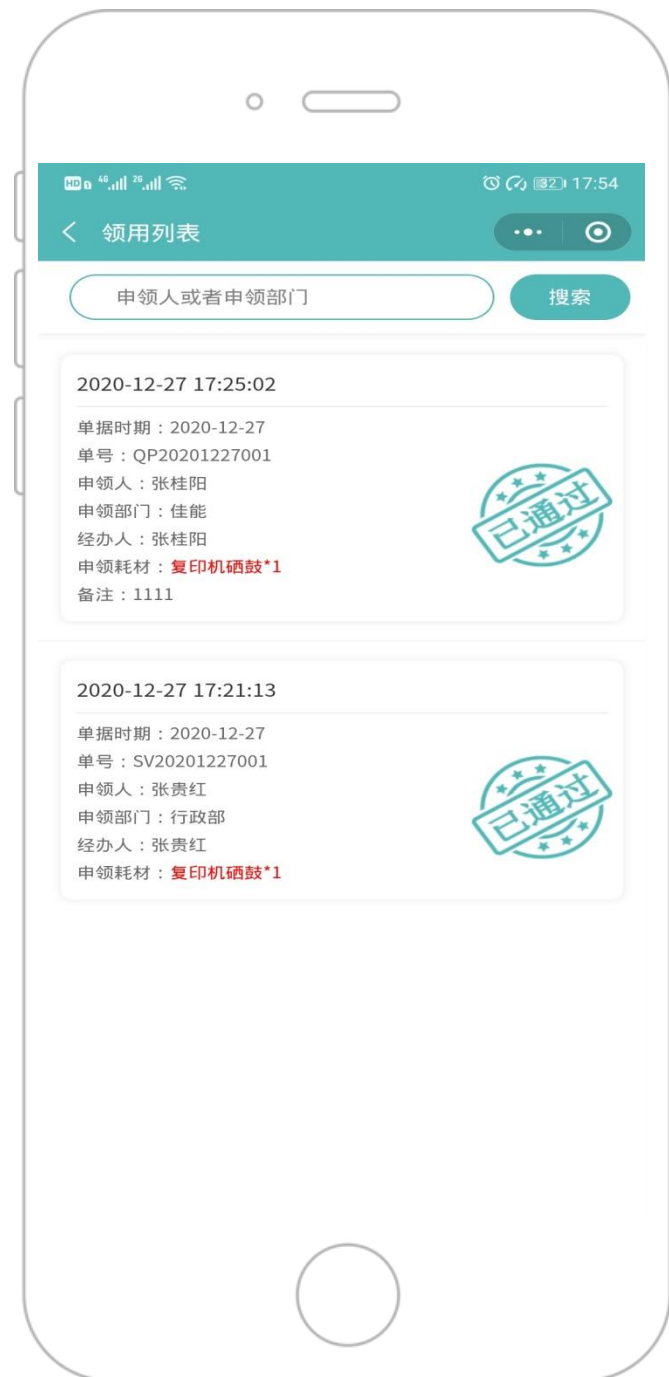 HD 4G 2G 32 17:54
领用列表
申领人或者申领部门 搜索
2020-12-27 17:25:02
单据时期：2020-12-27
单号：QP20201227001
申领人：张桂阳
申领部门：佳能
经办人：张桂阳
申领耗材：复印机硒鼓*1
备注：1111
已通过
2020-12-27 17:21:13
单据时期：2020-12-27
单号：SV20201227001
申领人：张贵红
申领部门：行政部
经办人：张贵红
申领耗材：复印机硒鼓*1
已通过